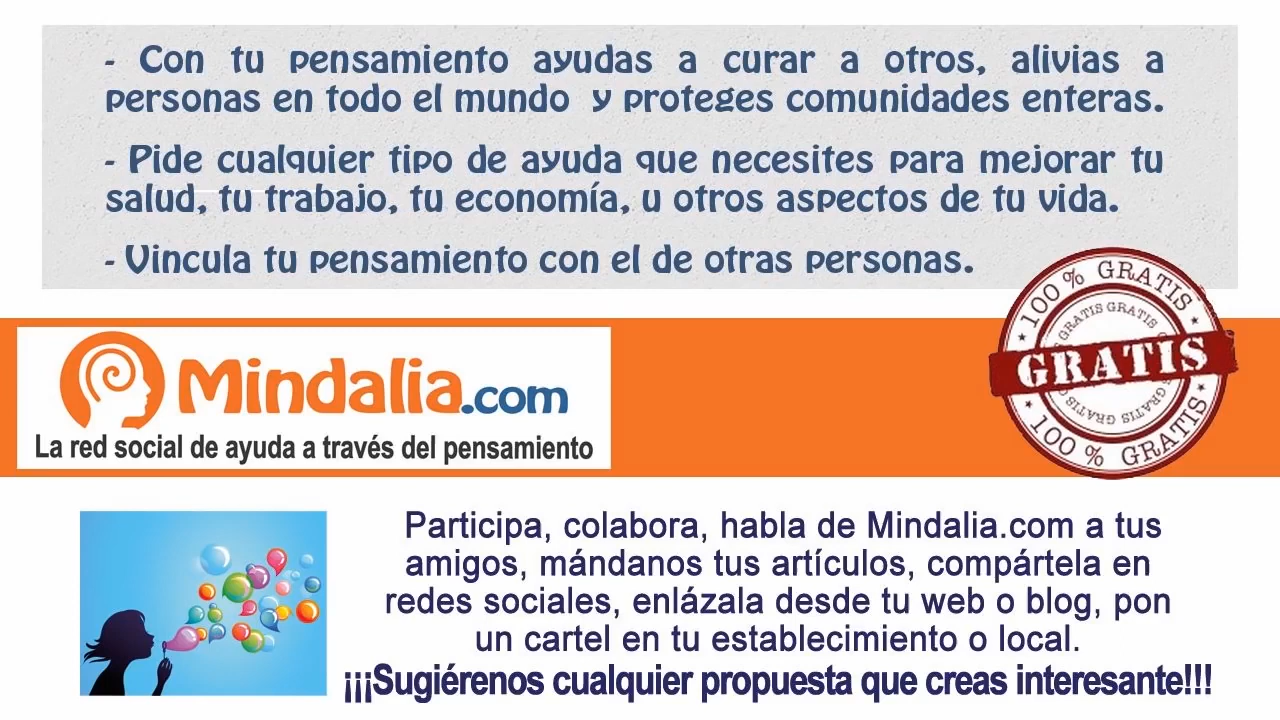 - Con tu pensamiento ayudas a curar a otros, alivias a
personas en todo el mundo y proteges comunidades enteras.
- Pide cualquier tipo de ayuda que necesites para mejorar tu
salud, tu trabajo, tu economía, u otros aspectos de tu vida.
- Vincula tu pensamiento con el de otras personas.
100 % GRATIS
GRATIS GRATIS
GRATIS
GRATIS GRATIS GRATIS
100 % GRATIS
Mindalia.com
La red social de ayuda a través del pensamiento
Participa, colabora, habla de Mindalia.com a tus
amigos, mándanos tus artículos, compártela en
redes sociales, enlázala desde tu web o blog, pon
un cartel en tu establecimiento o local.
¡¡¡Sugiérenos cualquier propuesta que creas interesante!!!